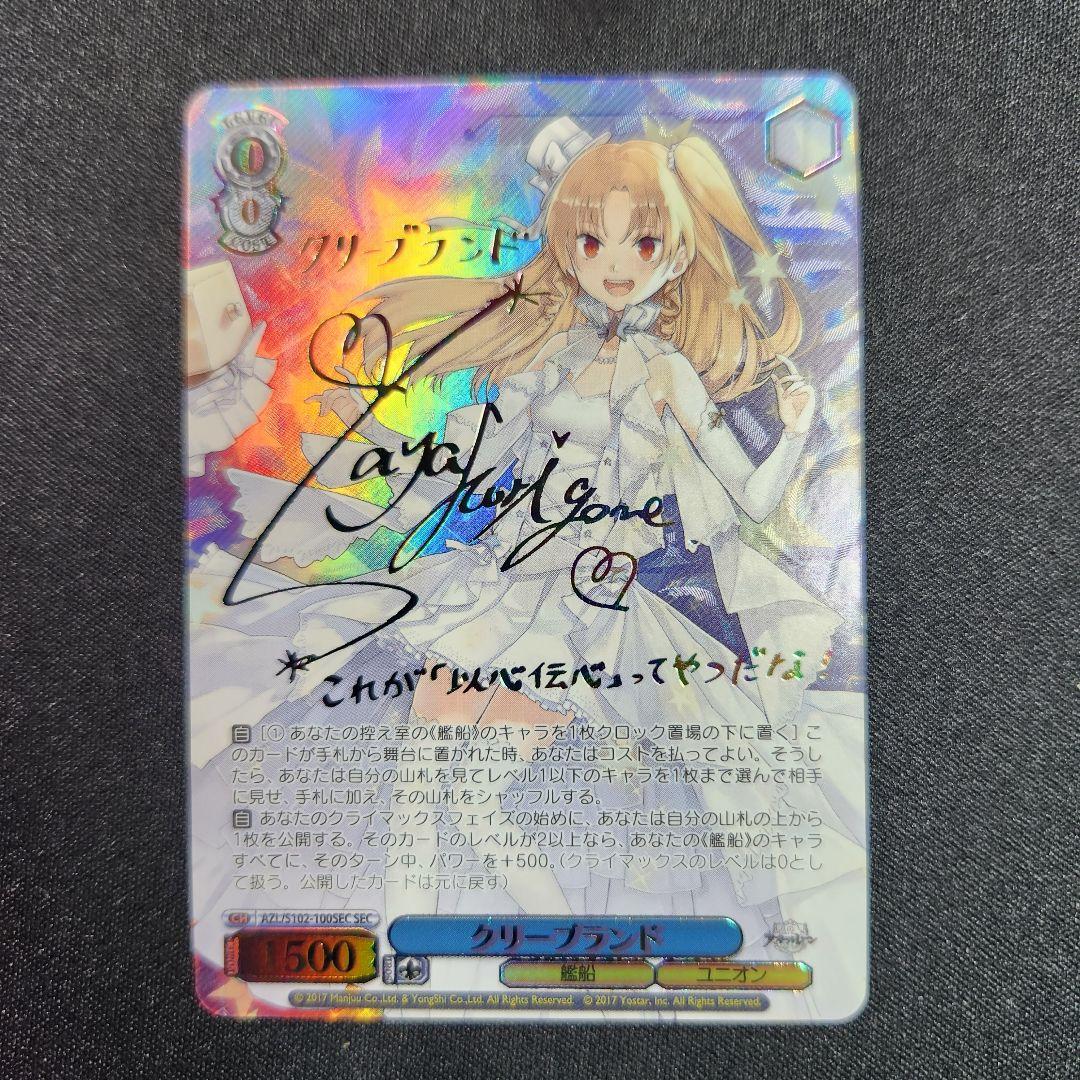 LEVEL
0
0
COST
クリーブランド
Saya Horigome
これが「以心伝心」ってやつだな!
自 [① あなたの控え室の《艦船》のキャラを1枚クロック置場の下に置く] こ
のカードが手札から舞台に置かれた時、あなたはコストを払ってよい。そうし
たら、あなたは自分の山札を見てレベル1以下のキャラを1枚まで選んで相手
に見せ、手札に加え、その山札をシャッフルする。
自 あなたのクライマックスフェイズの始めに、あなたは自分の山札の上から
1枚を公開する。そのカードのレベルが2以上なら、あなたの《艦船》のキャラ
すべてに、そのターン中、パワーを+500。(クライマックスのレベルは0とし
て扱う。公開したカードは元に戻す)
CH AZL/S102-100SEC SEC
POWER 1500
クリーブランド
アズールレーン
艦船 ユニオン
© 2017 Manjuu Co.,Ltd. & YongShi Co.,Ltd. All Rights Reserved. © 2017 Yostar, Inc. All Rights Reserved.